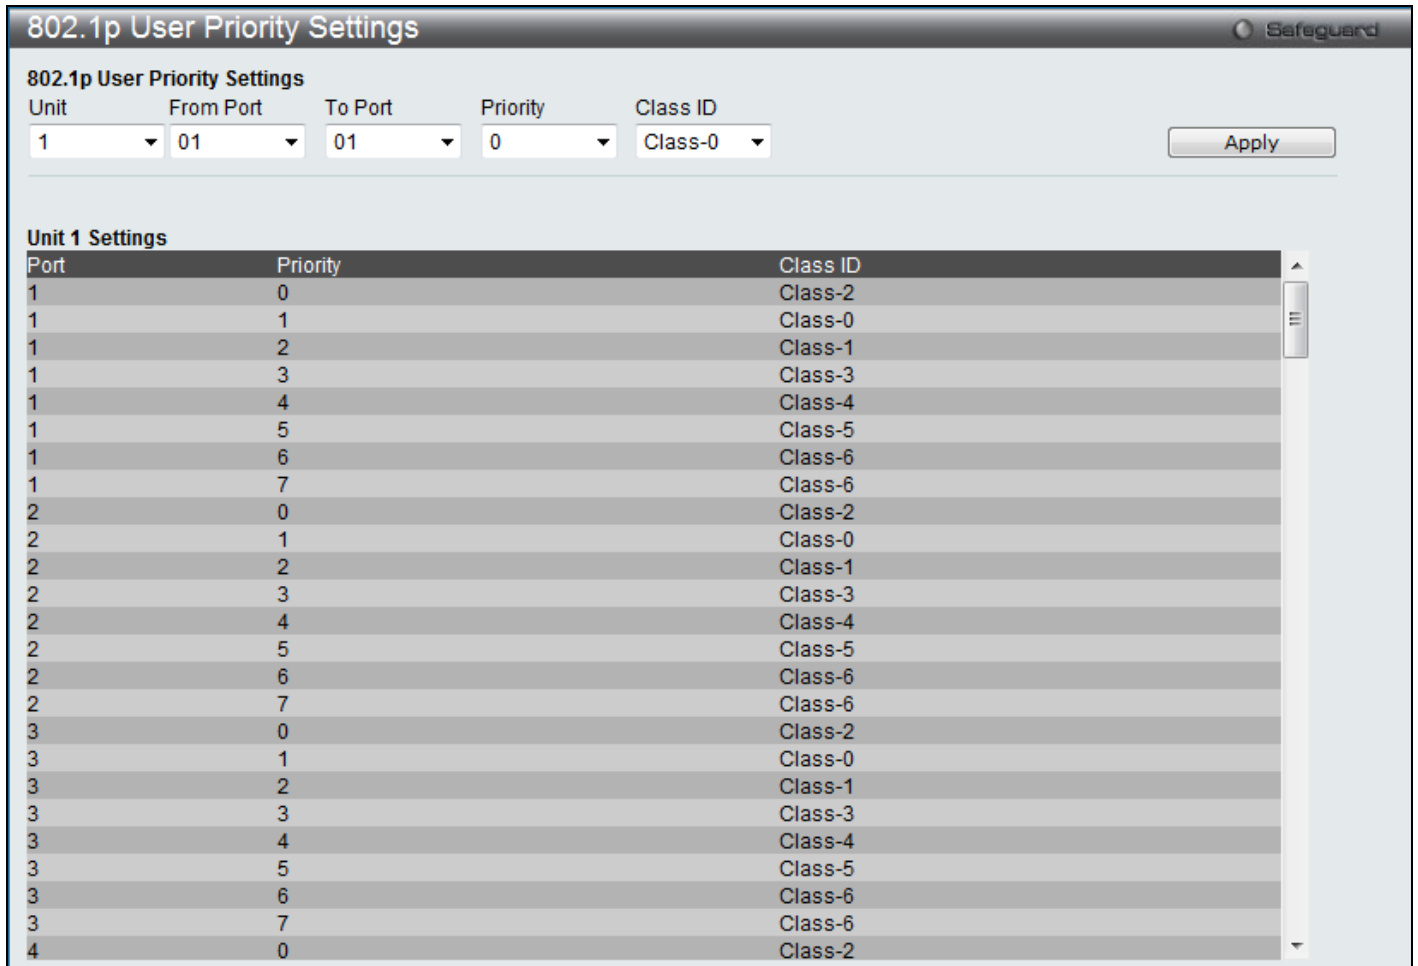 802.1p User Priority Settings
Safeguard
802.1p User Priority Settings
Unit From Port To Port Priority Class ID
1 01 01 0 Class-0 Apply
Unit 1 Settings
Port Priority Class ID
1 0 Class-2
1 1 Class-0
1 2 Class-1
1 3 Class-3
1 4 Class-4
1 5 Class-5
1 6 Class-6
1 7 Class-6
2 0 Class-2
2 1 Class-0
2 2 Class-1
2 3 Class-3
2 4 Class-4
2 5 Class-5
2 6 Class-6
2 7 Class-6
3 0 Class-2
3 1 Class-0
3 2 Class-1
3 3 Class-3
3 4 Class-4
3 5 Class-5
3 6 Class-6
3 7 Class-6
4 0 Class-2